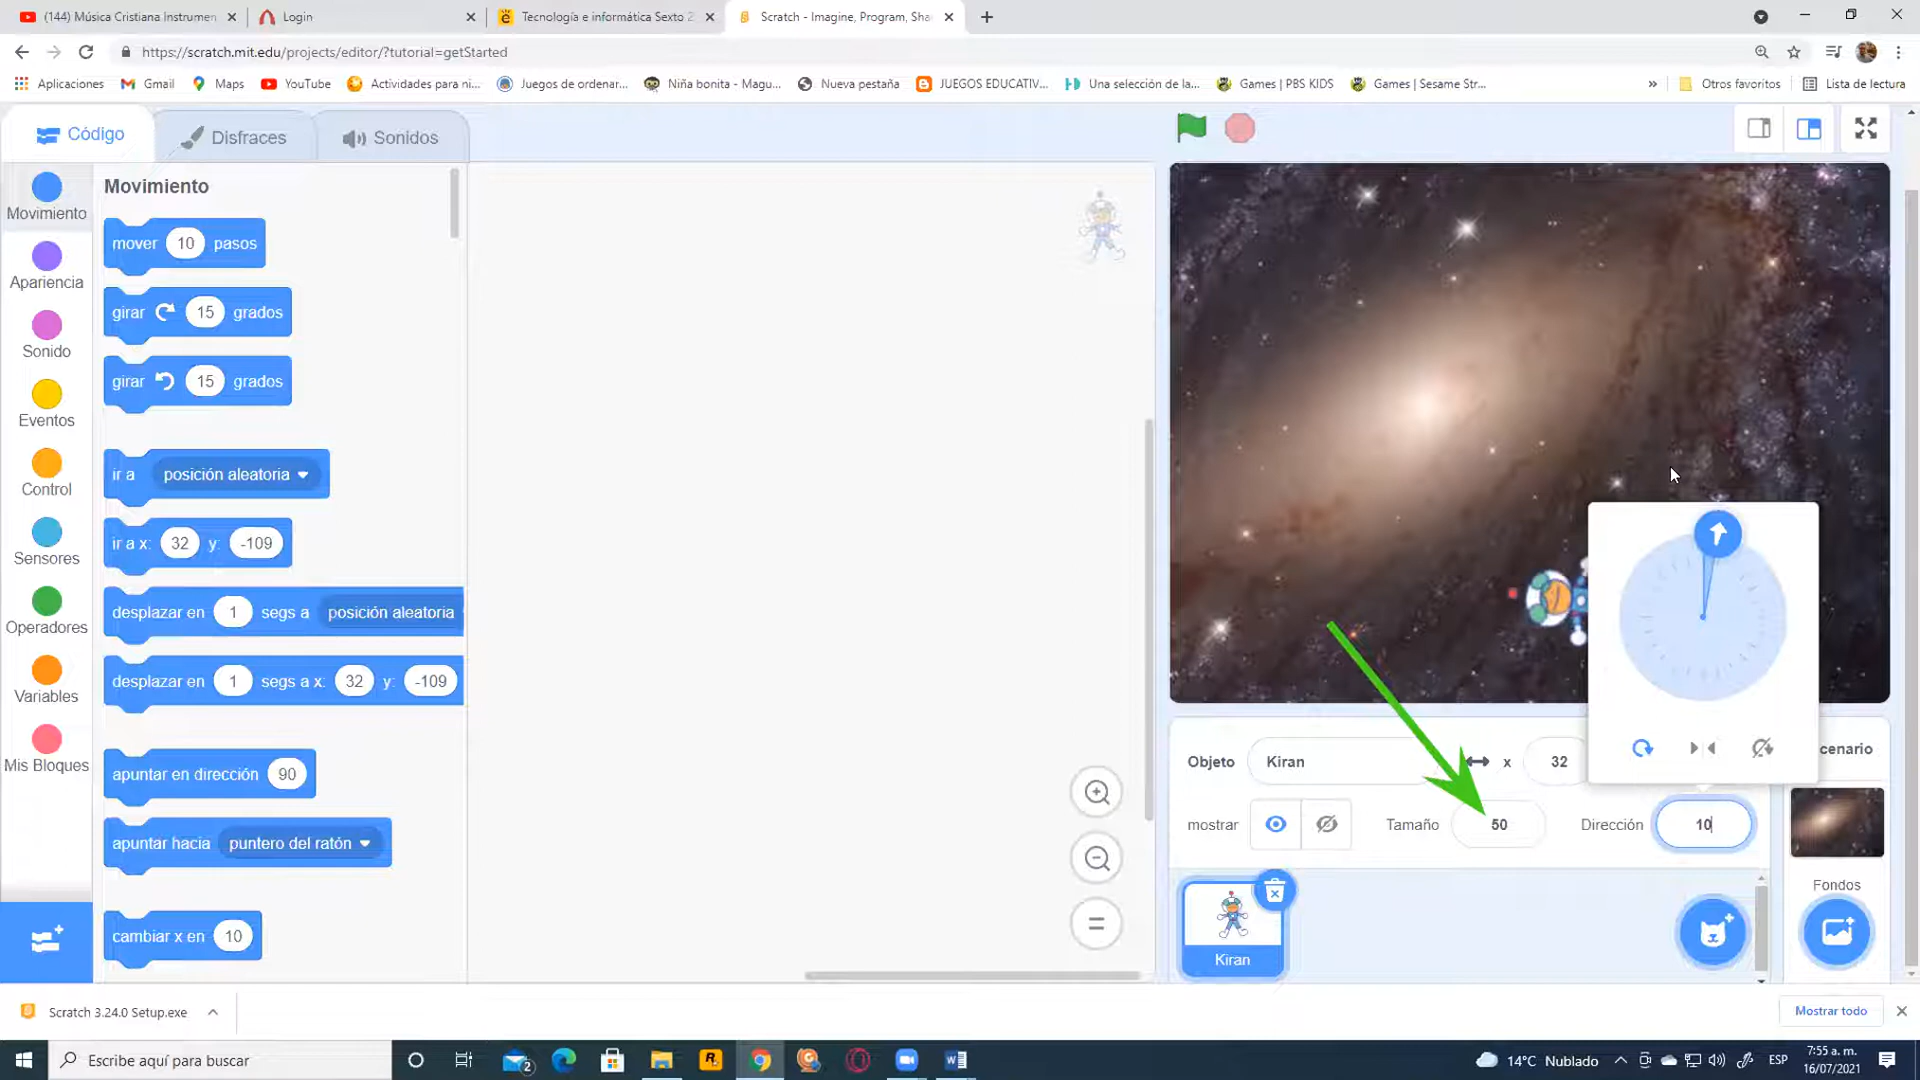 (144) Música Cristiana Instrumen
Login
Tecnología e informática Sexto 2
Scratch - Imagine, Program, Sha
https://scratch.mit.edu/projects/editor/?tutorial=getStarted
Aplicaciones
Gmail
Maps
YouTube
Actividades para ni...
Juegos de ordenar...
Niña bonita - Magu...
Nueva pestaña
JUEGOS EDUCATIV...
Una selección de la...
Games | PBS KIDS
Games | Sesame Str...
»
Otros favoritos
Lista de lectura
Código
Disfraces
Sonidos
Movimiento
Apariencia
Sonido
Eventos
Control
Sensores
Operadores
Variables
Mis Bloques
Movimiento
mover 10 pasos
girar 15 grados
girar 15 grados
ir a posición aleatoria
ir a x: 32 y: -109
desplazar en 1 segs a posición aleatoria
desplazar en 1 segs a x: 32 y: -109
apuntar en dirección 90
apuntar hacia puntero del ratón
cambiar x en 10
Objeto Kiran x 32
cenario
mostrar Tamaño 50 Dirección 10
Kiran
Fondos
Scratch 3.24.0 Setup.exe
Mostrar todo
Escribe aquí para buscar
2
14°C Nublado
ESP
7:55 a. m.
16/07/2021